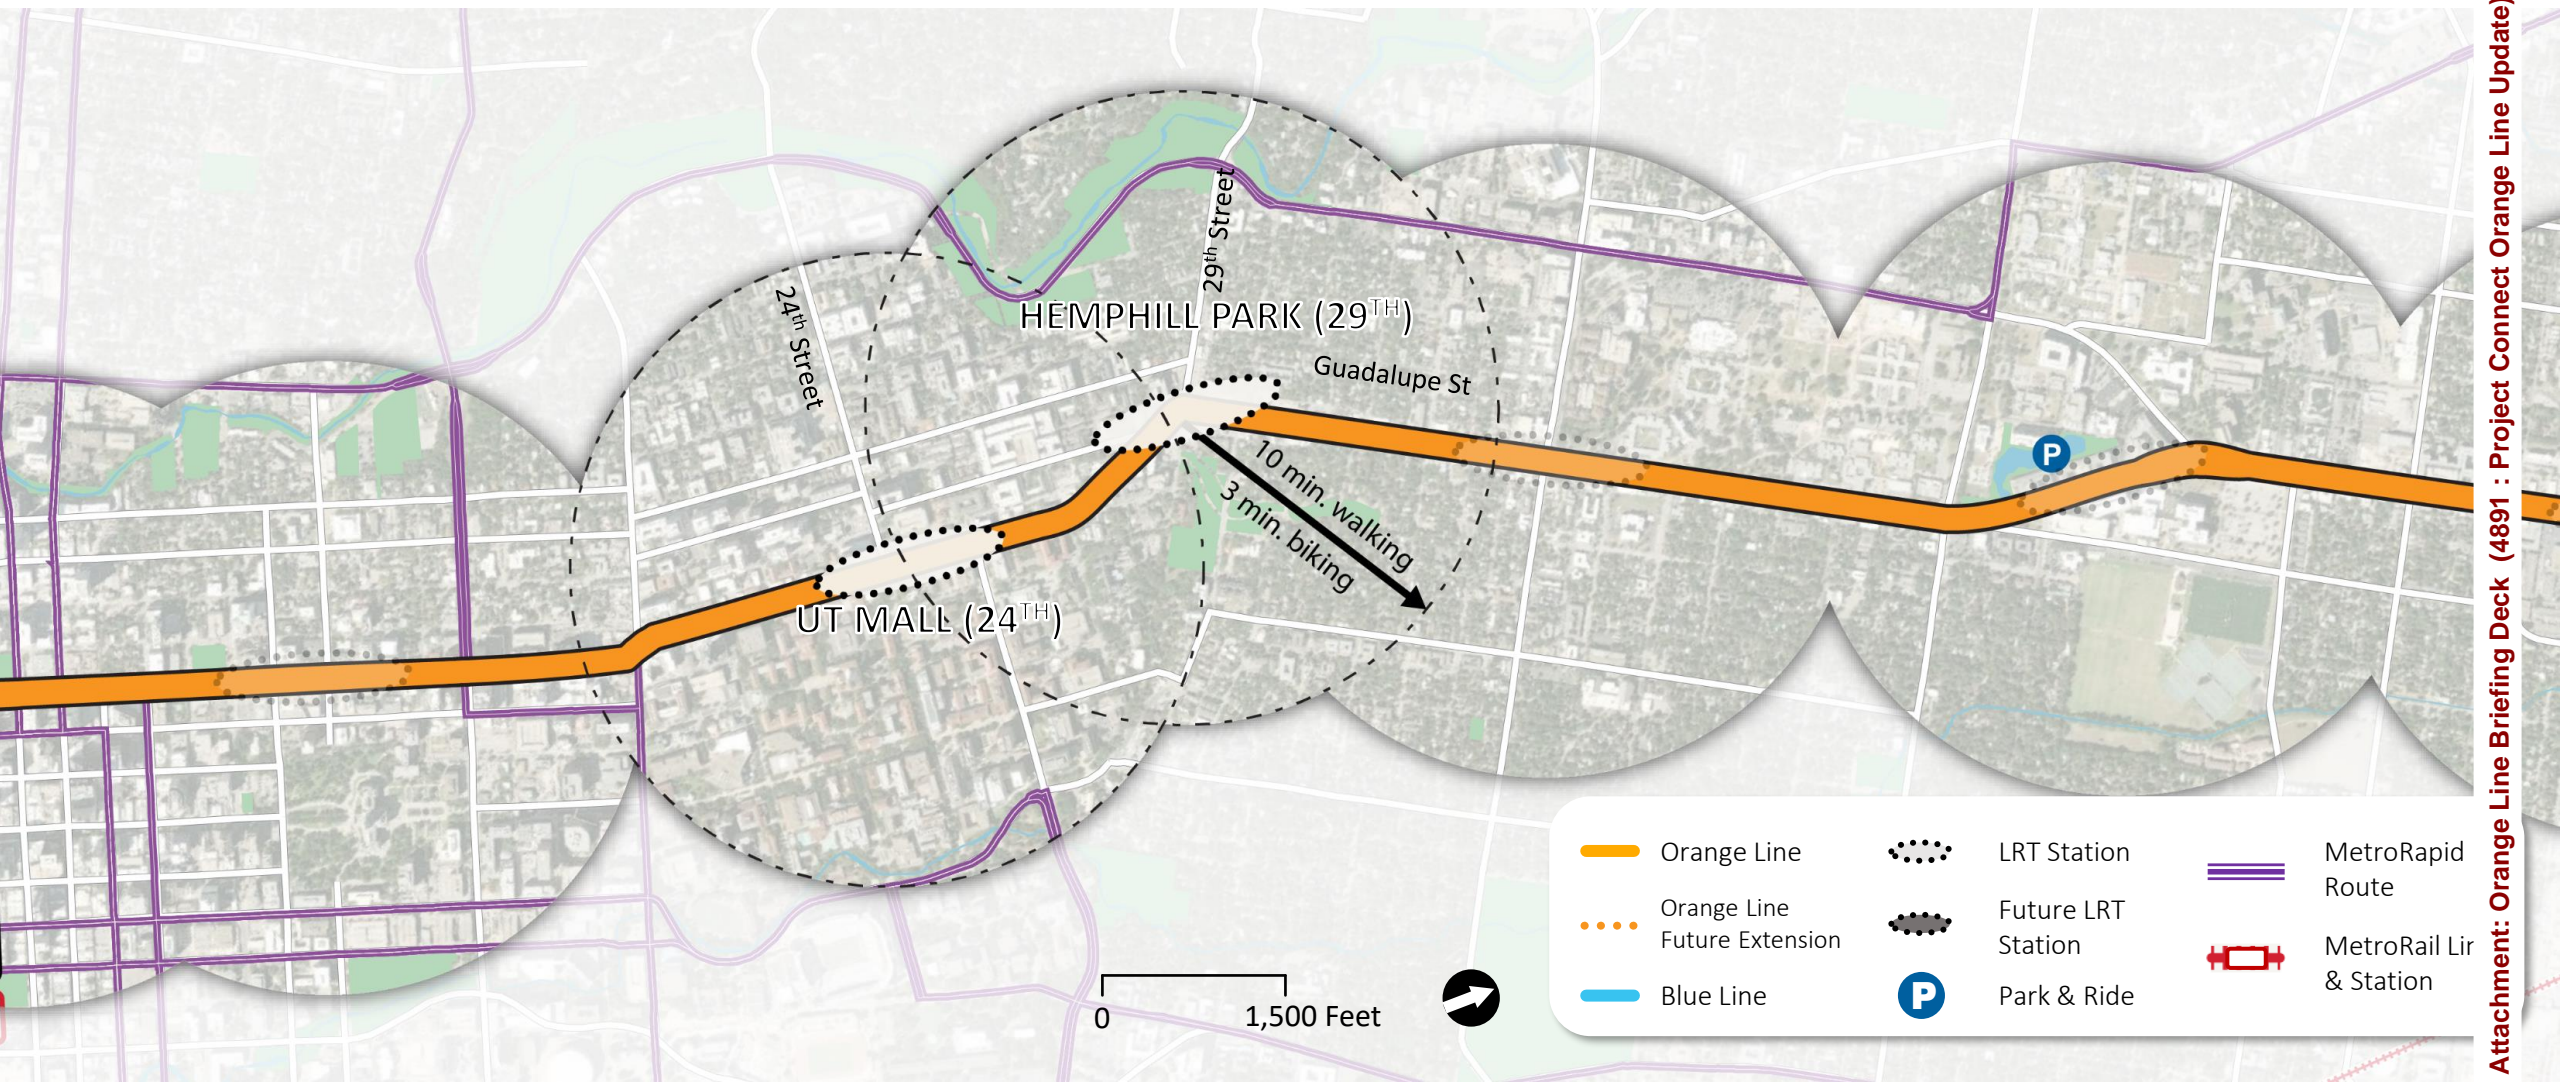 29th Street
24th Street
HEMPHILL PARK (29TH)
Guadalupe St
10 min. walking
3 min. biking
UT MALL (24TH)
P
0
1,500 Feet
Orange Line
Orange Line
Future Extension
Blue Line
LRT Station
Future LRT
Station
P
Park & Ride
MetroRapid
Route
MetroRail Lin
& Station
Attachment: Orange Line Briefing Deck (4891 : Project Connect Orange Line Update)